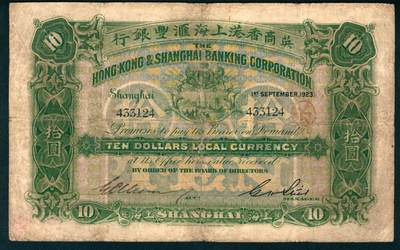 行銀豐滙海上港香商英
10 THE 10
HONG KONG & SHANGHAI BANKING CORPORATION
Shanghai 1ST SEPTEMBER, 1923.
433124 433124
Promises to pay the Bearer on Demand
拾圓 拾圓
TEN DOLLARS LOCAL CURRENCY
at its Office here Value received
BY ORDER OF THE BOARD OF DIRECTORS
MANAGER
10 SHANGHAI 10